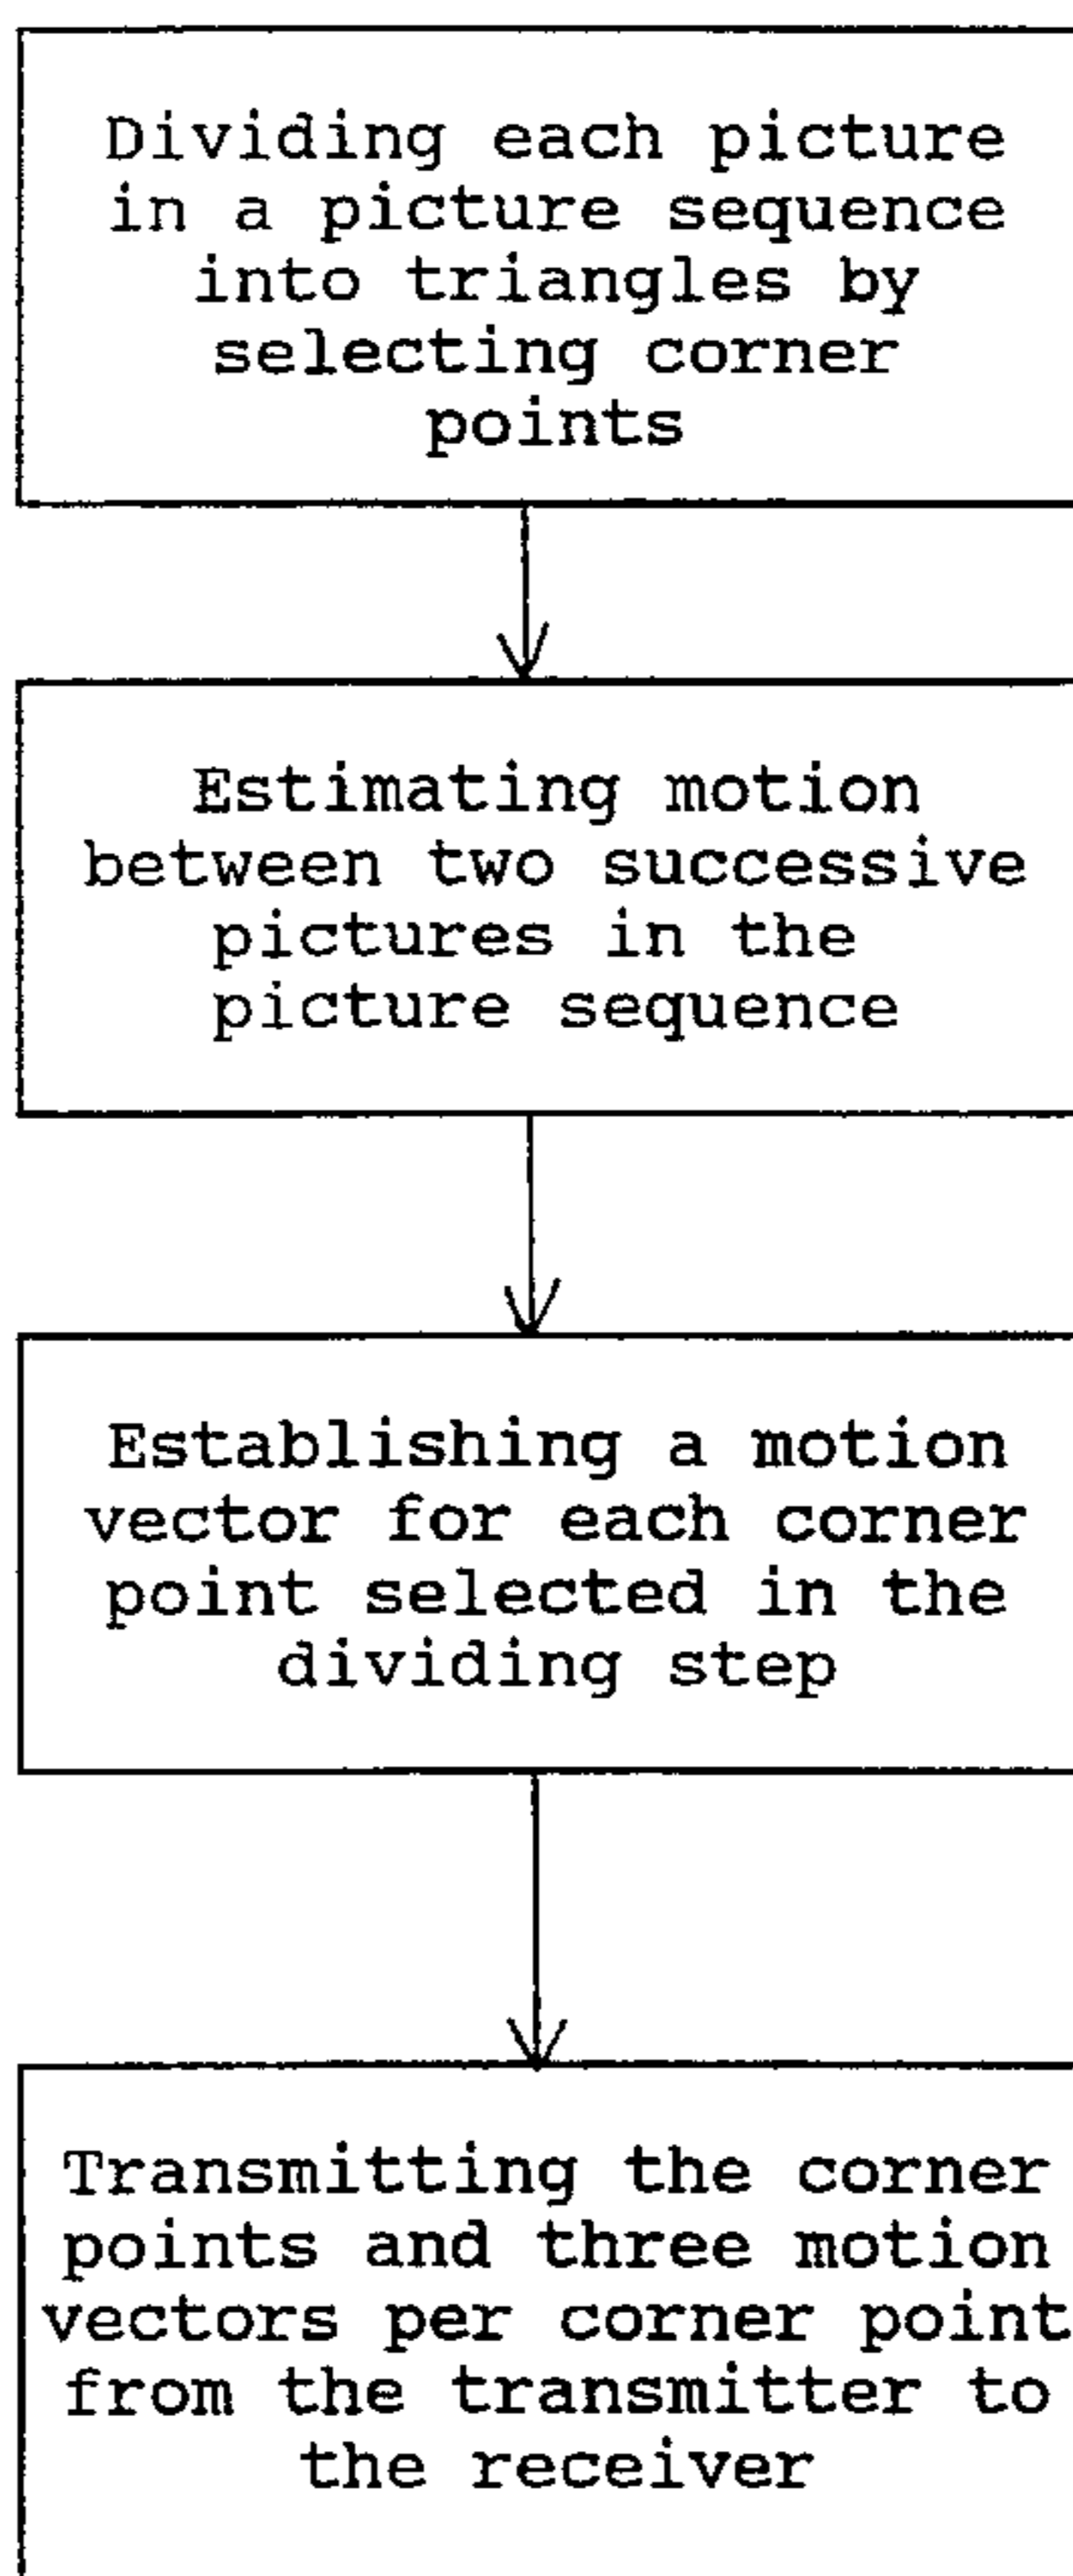 Dividing each picture
in a picture sequence
into triangles by
selecting corner
points
Estimating motion
between two successive
pictures in the
picture sequence
Establishing a motion
vector for each corner
point selected in the
dividing step
Transmitting the corner
points and three motion
vectors per corner point
from the transmitter to
the receiver